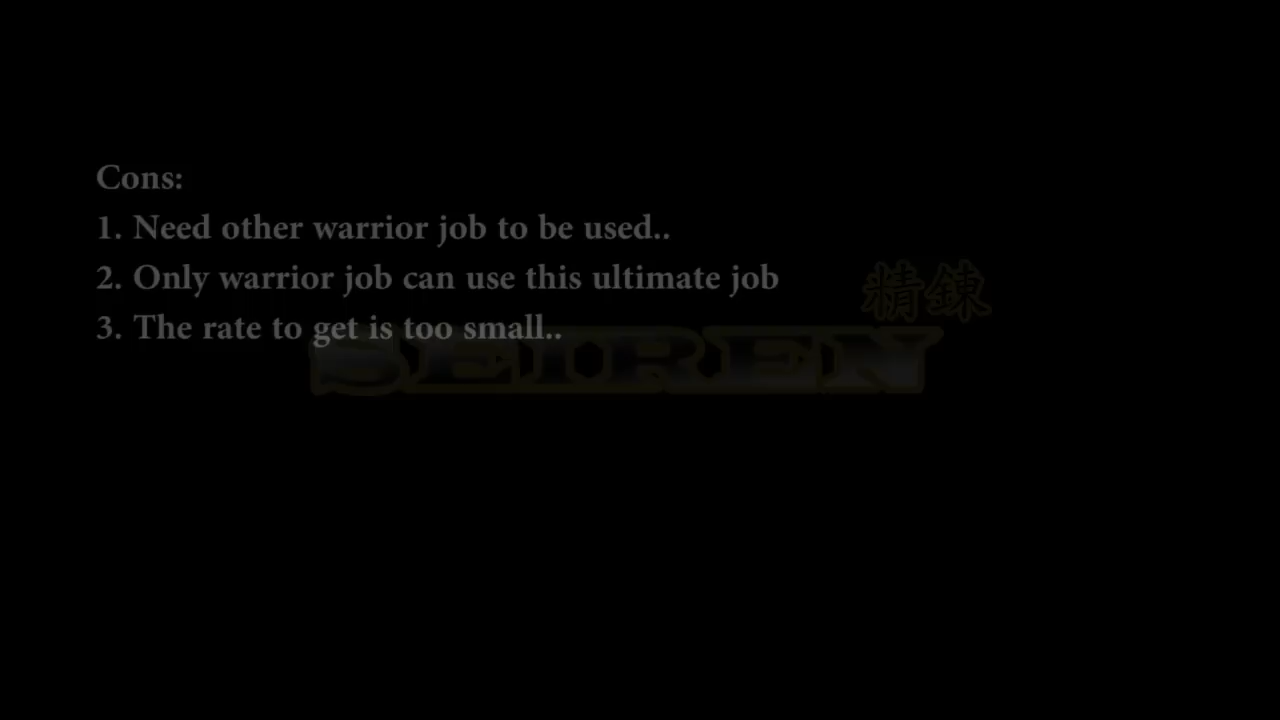 Cons:
1. Need other warrior job to be used..
2. Only warrior job can use this ultimate job
精錬
3. The rate to get is too small..
SEIREN